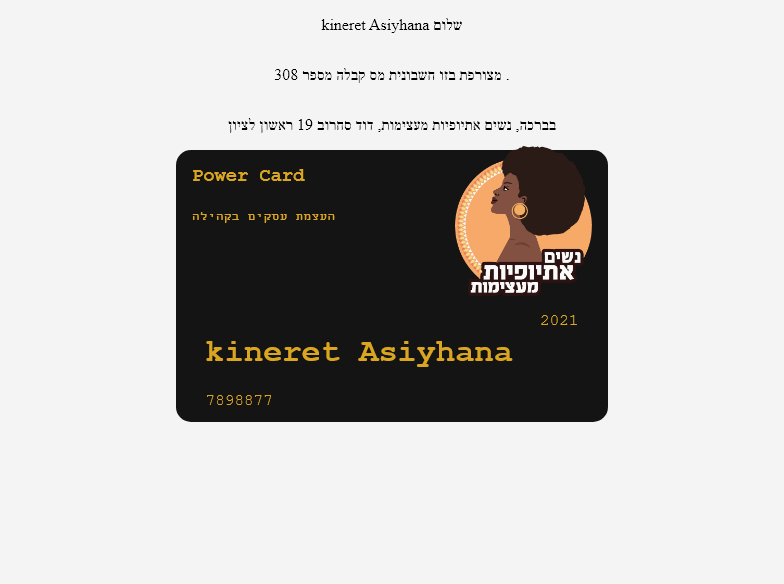 שלום kineret Asiyhana
מצורפת בזו חשבונית מס קבלה מספר 308 .
בברכה, נשים אתיופיות מעצימות, דוד סחרוב 19 ראשון לציון
Power Card
העצמת עסקים בקהילה
נשים
אתיופיות
מעצימות
2021
kineret Asiyhana
7898877